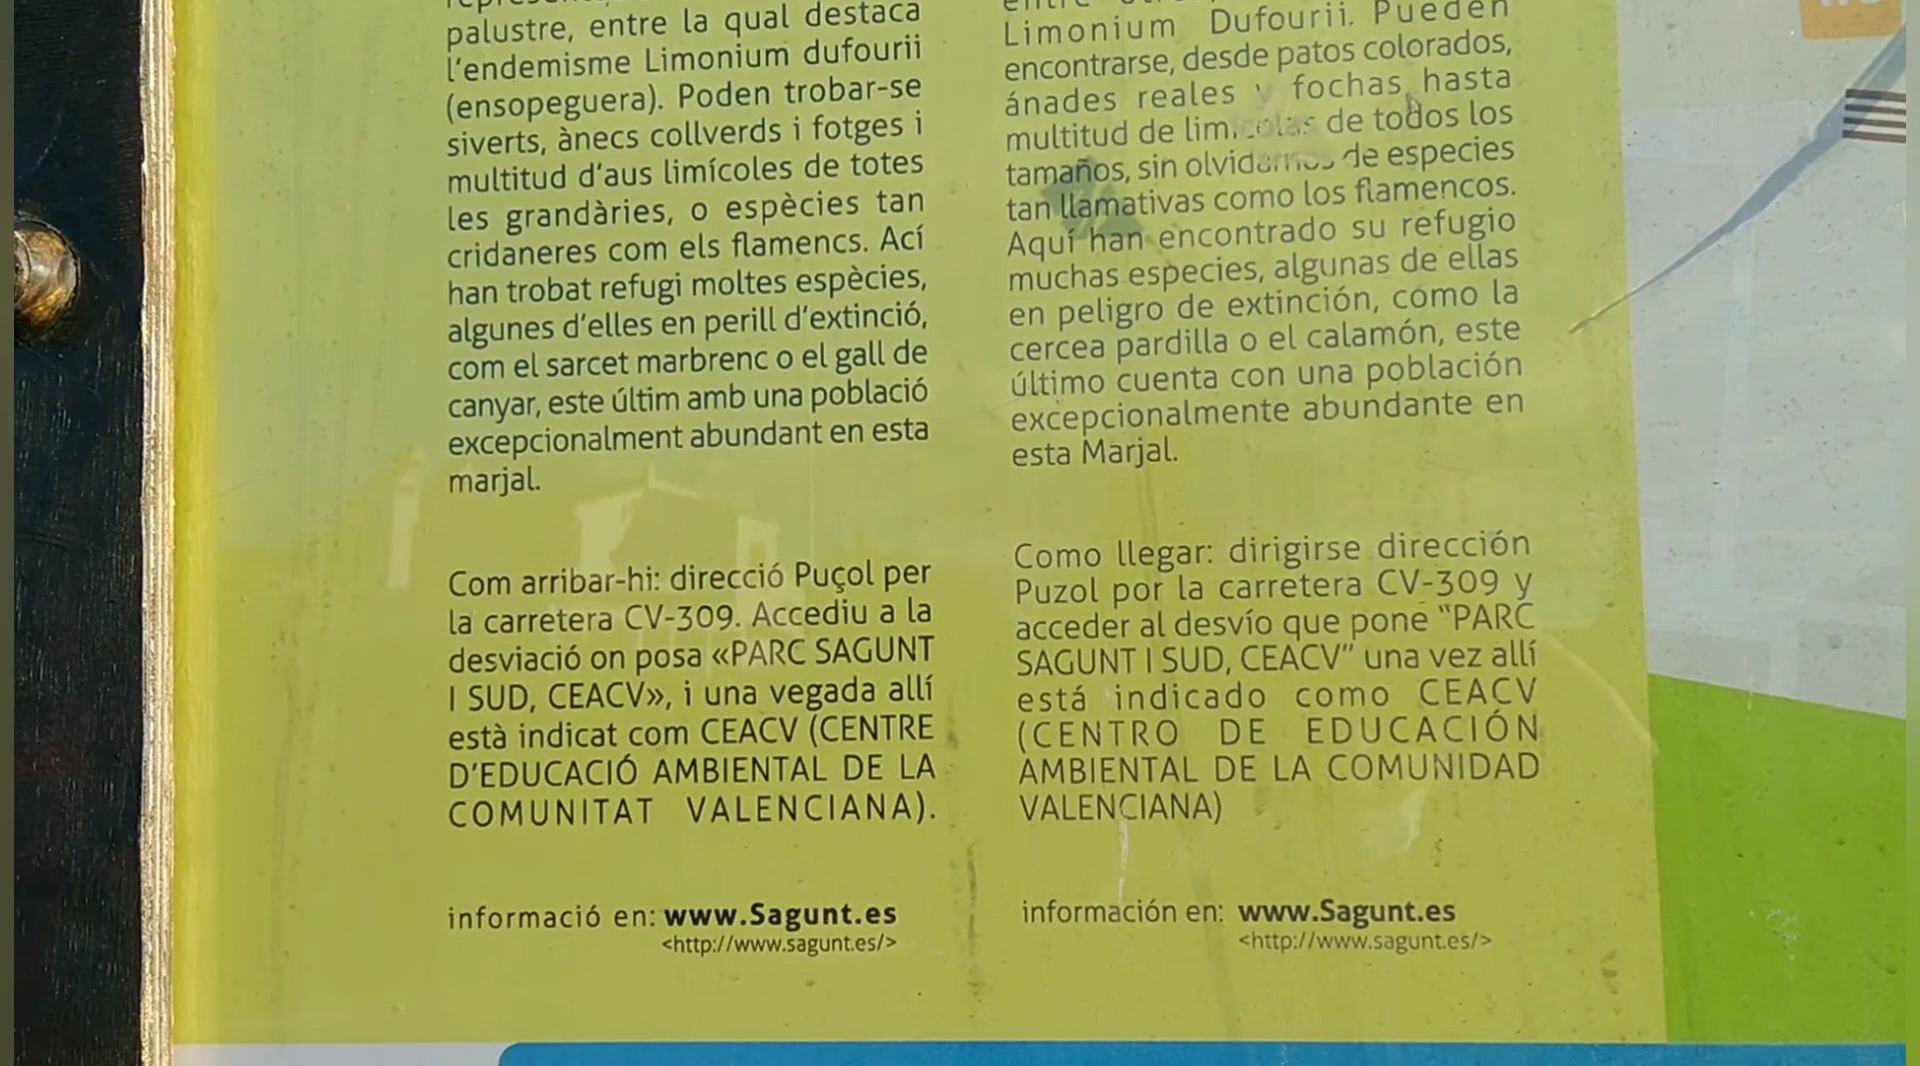 palustre, entre la qual destaca
l'endemisme Limonium dufourii
(ensopeguera). Poden trobar-se
siverts, ànecs collverds i fotges i
multitud d'aus limícoles de totes
les grandàries, o espècies tan
cridaneres com els flamencs. Ací
han trobat refugi moltes espècies,
algunes d'elles en perill d'extinció,
com el sarcet marbrenc o el gall de
canyar, este últim amb una població
excepcionalment abundant en esta
marjal.
Com arribar-hi: direcció Puçol per
la carretera CV-309. Accediu a la
desviació on posa «PARC SAGUNT
I SUD, CEACV», i una vegada allí
està indicat com CEACV (CENTRE
D'EDUCACIÓ AMBIENTAL DE LA
COMUNITAT VALENCIANA).
informació en: www.Sagunt.es
<http://www.sagunt.es/>
Limonium Dufourii. Pueden
encontrarse, desde patos colorados,
ánades reales y fochas, hasta
multitud de limícolas de todos los
tamaños, sin olvidarnos de especies
tan llamativas como los flamencos.
Aquí han encontrado su refugio
muchas especies, algunas de ellas
en peligro de extinción, como la
cercea pardilla o el calamón, este
último cuenta con una población
excepcionalmente abundante en
esta Marjal.
Como llegar: dirigirse dirección
Puzol por la carretera CV-309 y
acceder al desvío que pone "PARC
SAGUNT I SUD, CEACV" una vez allí
está indicado como CEACV
(CENTRO DE EDUCACIÓN
AMBIENTAL DE LA COMUNIDAD
VALENCIANA)
información en: www.Sagunt.es
<http://www.sagunt.es/>